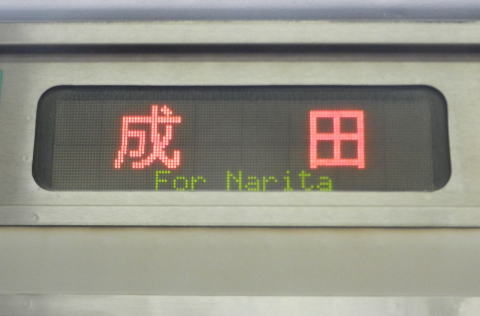 成田
For Narita